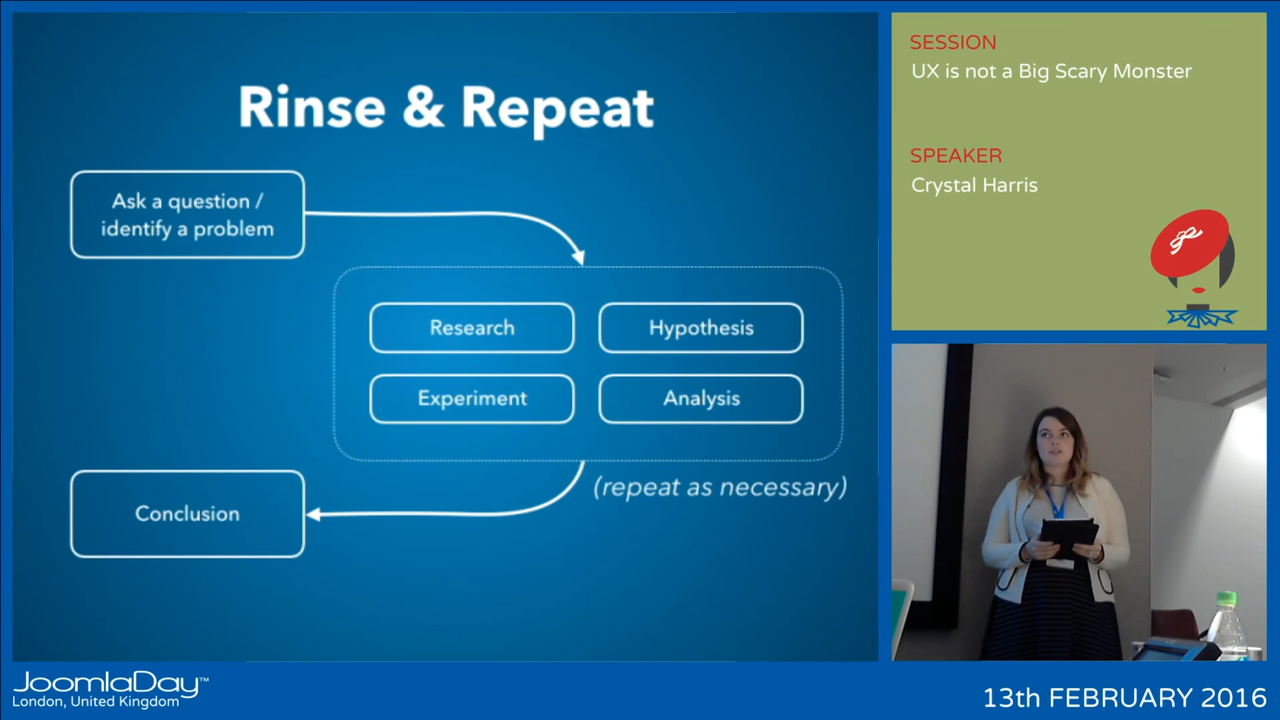 Rinse & Repeat
Ask a question /
identify a problem
Research
Hypothesis
Experiment
Analysis
(repeat as necessary)
Conclusion
SESSION
UX is not a Big Scary Monster
SPEAKER
Crystal Harris
JoomlaDay™
London, United Kingdom
13th FEBRUARY 2016